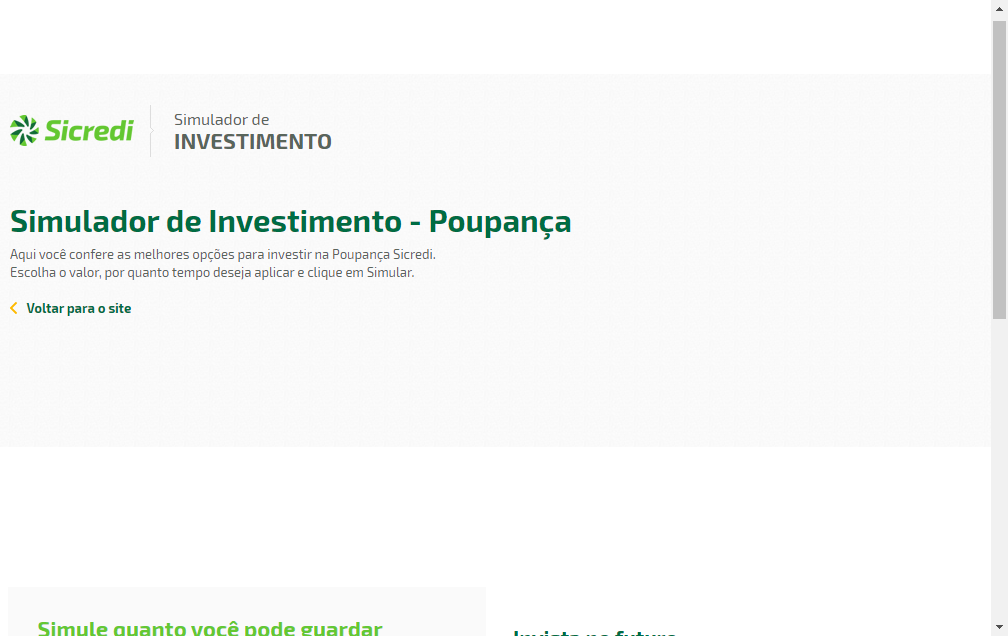 Sicredi
Simulador de
INVESTIMENTO
Simulador de Investimento - Poupança
Aqui você confere as melhores opções para investir na Poupança Sicredi.
Escolha o valor, por quanto tempo deseja aplicar e clique em Simular.
Voltar para o site
Simule quanto você pode guardar
Invista no futuro